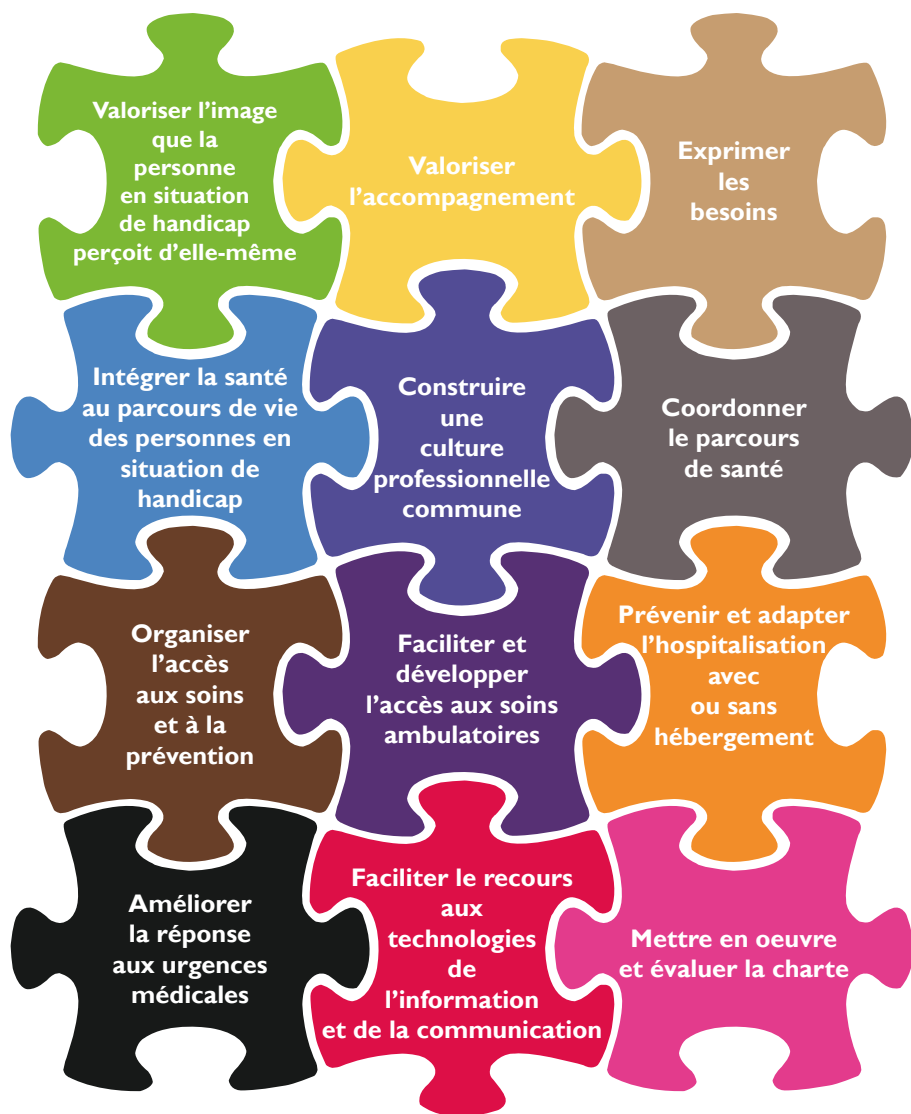 Valoriser l'image
que la
personne
en situation
de handicap
perçoit d'elle-même
Valoriser
l'accompagnement
Exprimer
les
besoins
Intégrer la santé
au parcours de vie
des personnes en
situation de
handicap
Construire
une
culture
professionnelle
commune
Coordonner
le parcours
de santé
Organiser
l'accès
aux soins
et à la
prévention
Faciliter et
développer
l'accès aux soins
ambulatoires
Prévenir et adapter
l'hospitalisation
avec
ou sans
hébergement
Améliorer
la réponse
aux urgences
médicales
Faciliter le recours
aux
technologies
de
l'information
et de la communication
Mettre en oeuvre
et évaluer la charte